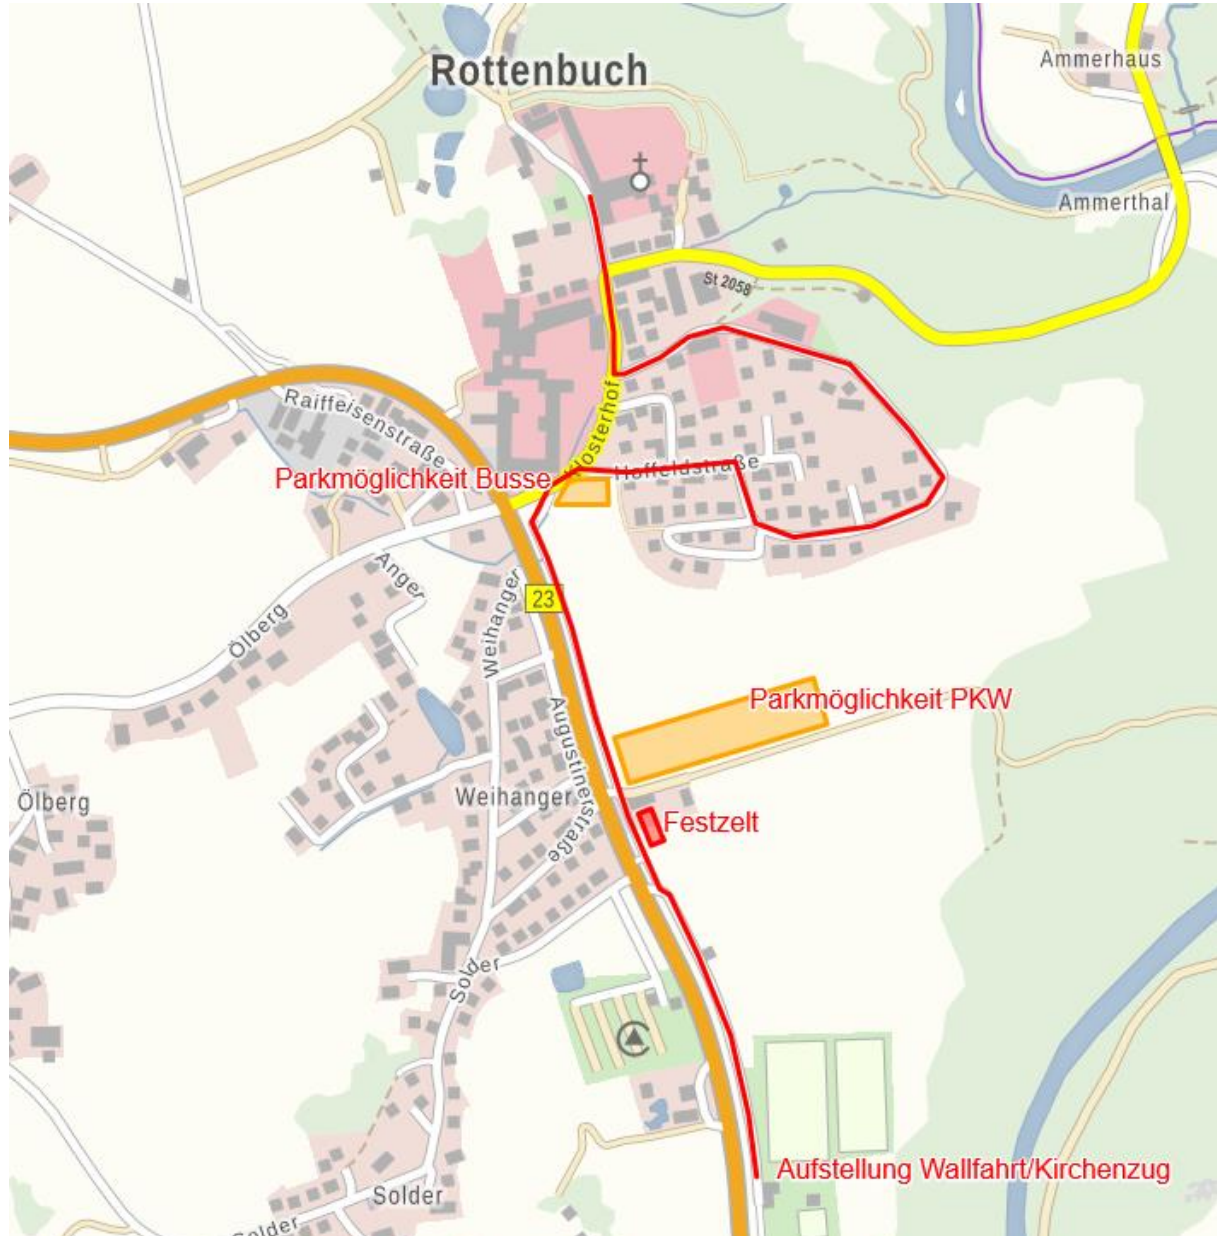 Rottenbuch
Ammerhaus
Ammerthal
St 2058
Raiffeisenstraße
Klosterhof
Parkmöglichkeit Busse
Hoffeldstraße
Anger
Weihanger
23
Ölberg
Parkmöglichkeit PKW
Augustinerstraße
Weihanger
Ölberg
Festzelt
Solder
Aufstellung Wallfahrt/Kirchenzug
Solder
Solder